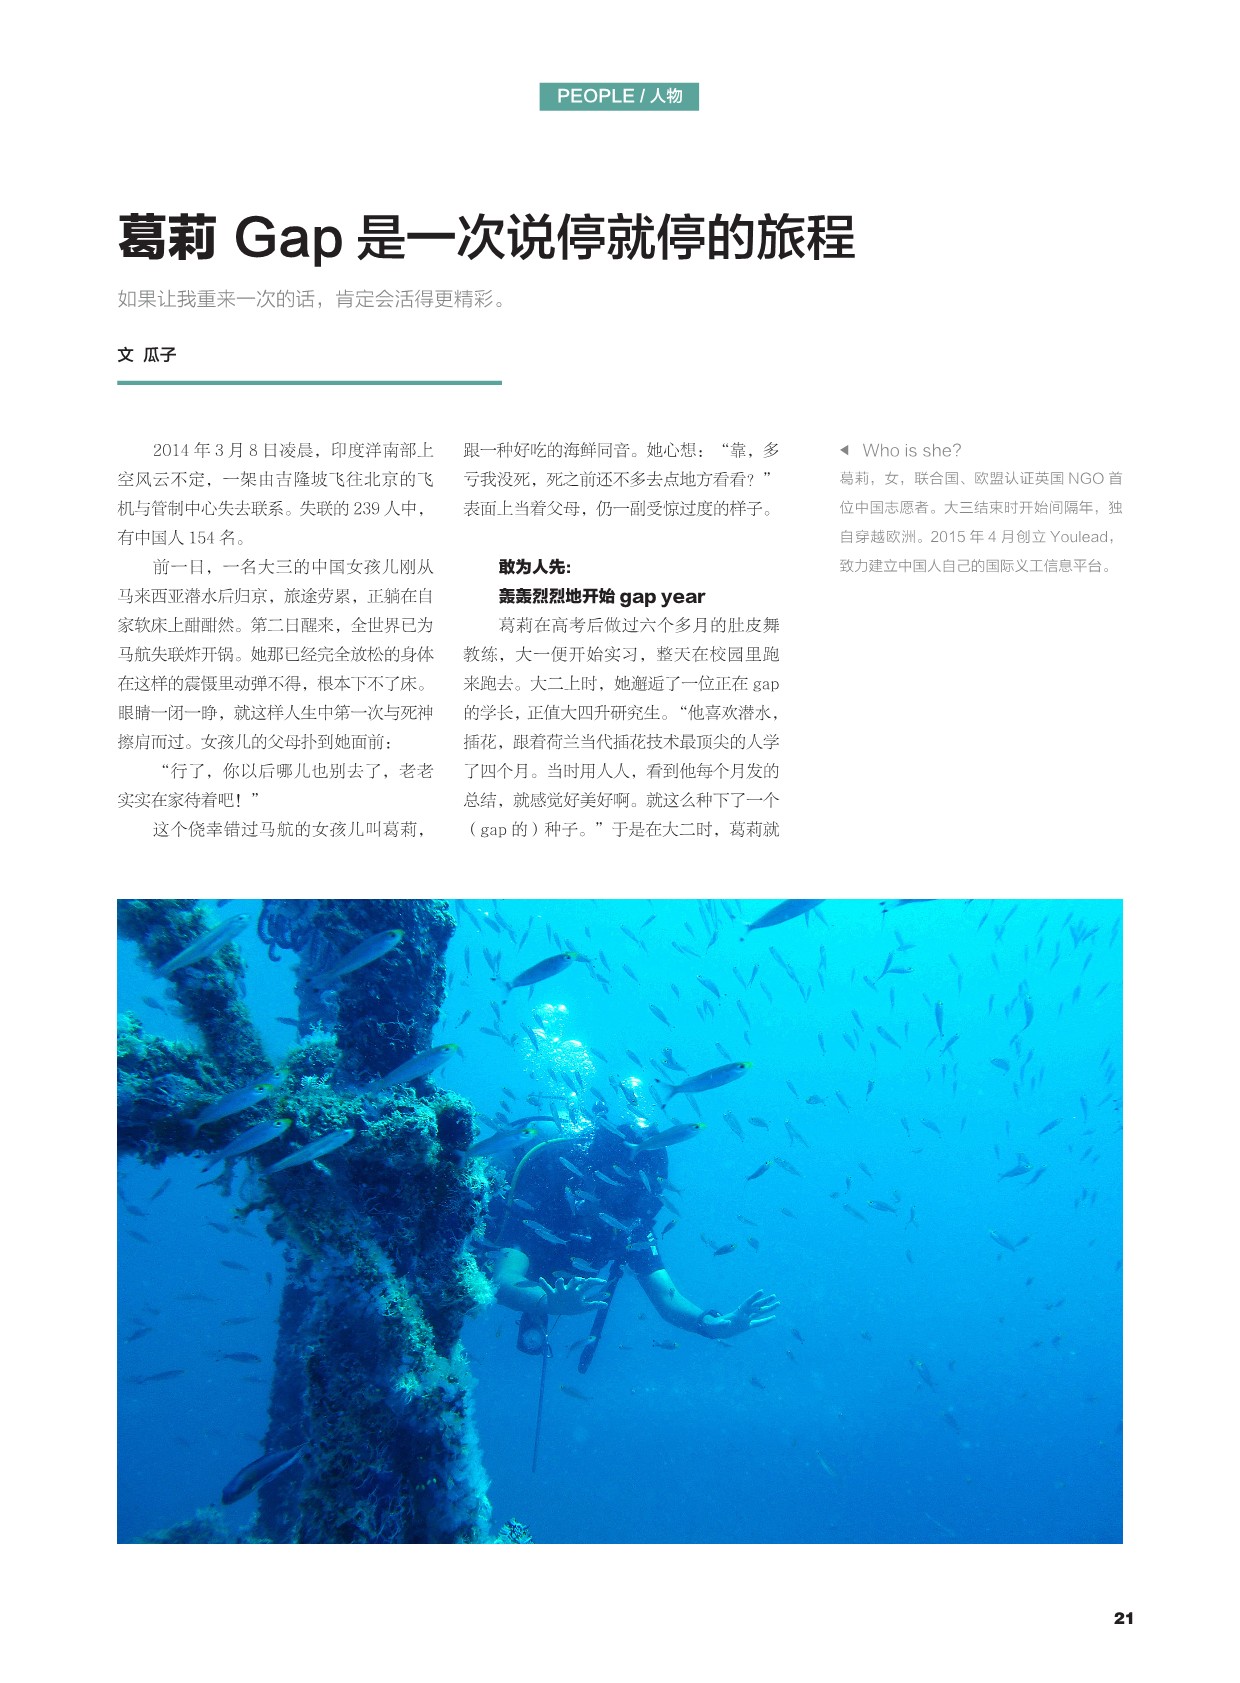 PEOPLE / 人物
葛莉 Gap 是一次说停就停的旅程
如果让我重来一次的话，肯定会活得更精彩。
文 瓜子
2014 年 3 月 8 日凌晨，印度洋南部上
空风云不定，一架由吉隆坡飞往北京的飞
机与管制中心失去联系。失联的 239 人中，
有中国人 154 名。
前一日，一名大三的中国女孩儿刚从
马来西亚潜水后归京，旅途劳累，正躺在自
家软床上酣酣然。第二日醒来，全世界已为
马航失联炸开锅。她那已经完全放松的身体
在这样的震慑里动弹不得，根本下不了床。
眼睛一闭一睁，就这样人生中第一次与死神
擦肩而过。女孩儿的父母扑到她面前：
“行了，你以后哪儿也别去了，老老
实实在家待着吧！”
这个侥幸错过马航的女孩儿叫葛莉，
跟一种好吃的海鲜同音。她心想：“靠，多
亏我没死，死之前还不多去点地方看看？”
表面上当着父母，仍一副受惊过度的样子。
敢为人先：
轰轰烈烈地开始 gap year
葛莉在高考后做过六个多月的肚皮舞
教练，大一便开始实习，整天在校园里跑
来跑去。大二上时，她邂逅了一位正在 gap
的学长，正值大四升研究生。“他喜欢潜水，
插花，跟着荷兰当代插花技术最顶尖的人学
了四个月。当时用人人，看到他每个月发的
总结，就感觉好美好啊。就这么种下了一个
（gap 的）种子。”于是在大二时，葛莉就
Who is she?
葛莉，女，联合国、欧盟认证英国 NGO 首
位中国志愿者。大三结束时开始间隔年，独
自穿越欧洲。2015 年 4 月创立 Youlead，
致力建立中国人自己的国际义工信息平台。
21